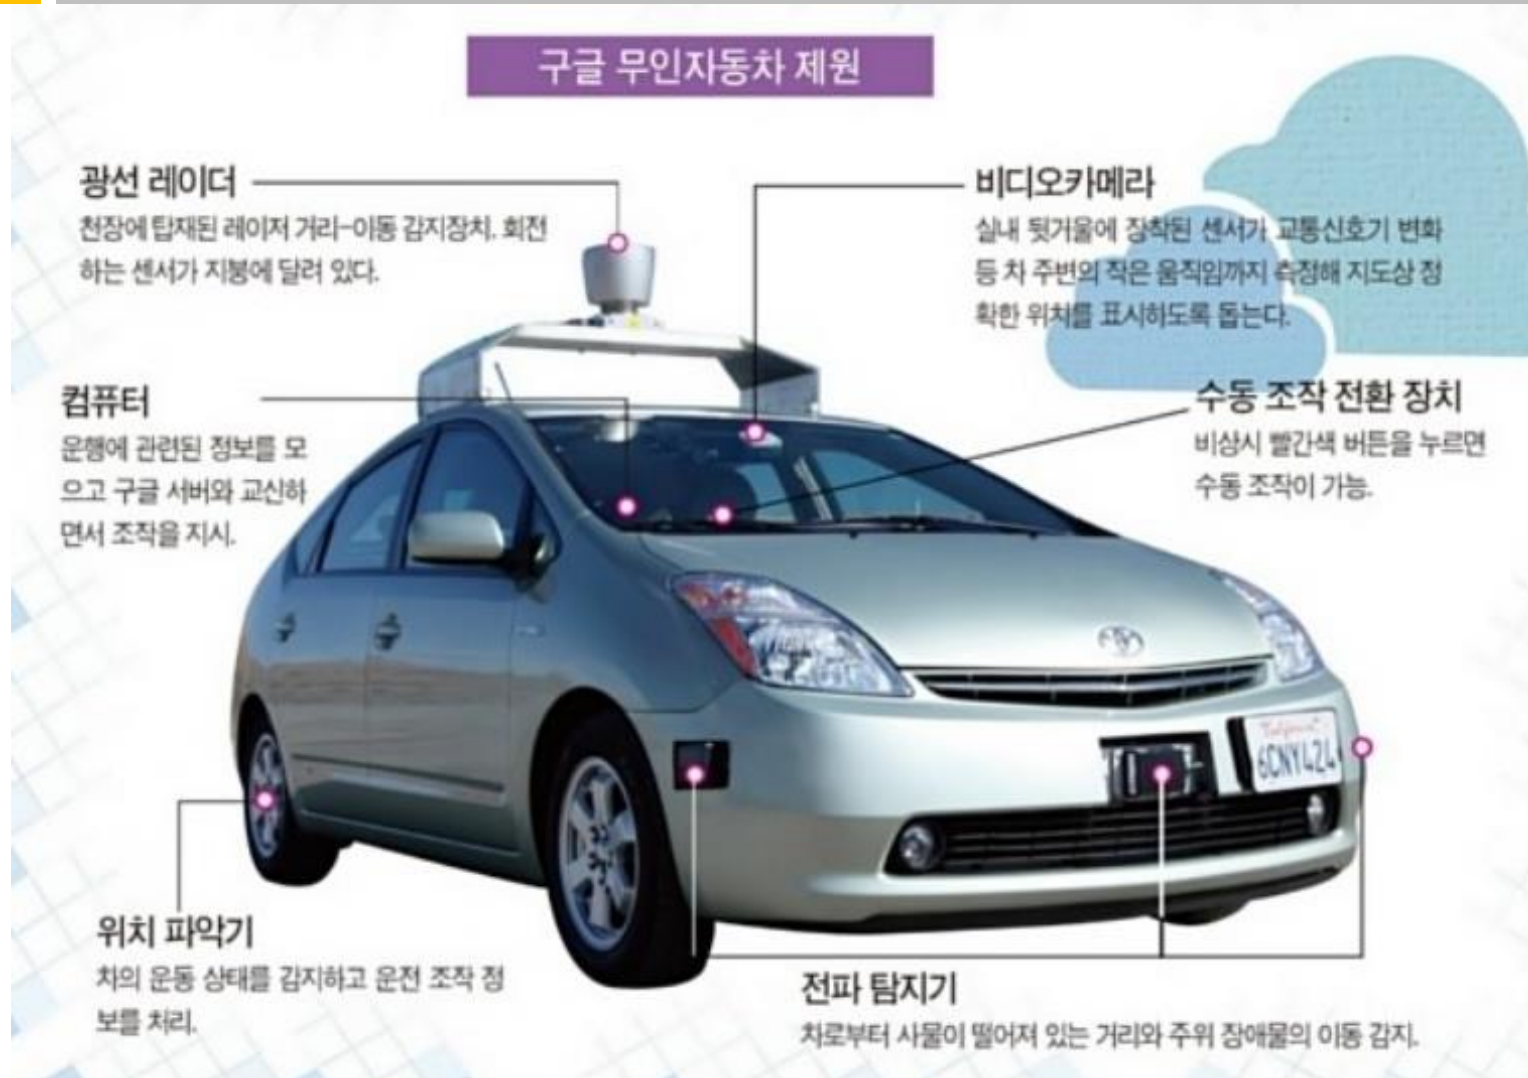 구글 무인자동차 제원
광선 레이더
천장에 탑재된 레이저 거리-이동 감지장치. 회전
하는 센서가 지붕에 달려 있다.
비디오카메라
실내 뒷거울에 장착된 센서가 교통신호기 변화
등 차 주변의 작은 움직임까지 측정해 지도상 정
확한 위치를 표시하도록 돕는다.
컴퓨터
운행에 관련된 정보를 모
으고 구글 서버와 교신하
면서 조작을 지시.
수동 조작 전환 장치
비상시 빨간색 버튼을 누르면
수동 조작이 가능.
California
6CNY424
위치 파악기
차의 운동 상태를 감지하고 운전 조작 정
보를 처리.
전파 탐지기
차로부터 사물이 떨어져 있는 거리와 주위 장애물의 이동 감지.